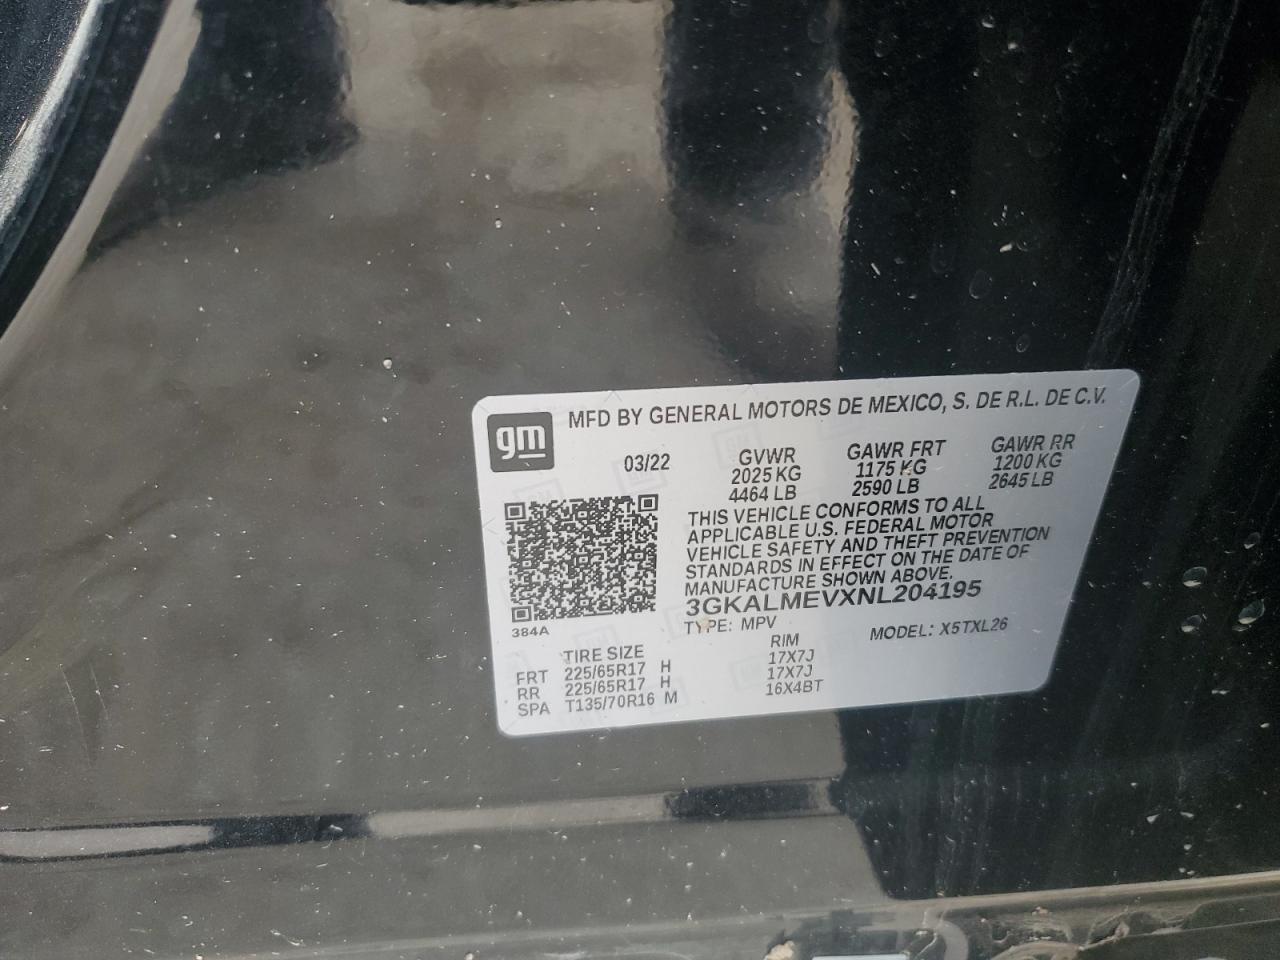 gm
MFD BY GENERAL MOTORS DE MEXICO, S. DE R.L. DE C.V.
03/22
GVWR GAWR FRT GAWR RR
2025 KG 1175 KG 1200 KG
4464 LB 2590 LB 2645 LB
THIS VEHICLE CONFORMS TO ALL
APPLICABLE U.S. FEDERAL MOTOR
VEHICLE SAFETY AND THEFT PREVENTION
STANDARDS IN EFFECT ON THE DATE OF
MANUFACTURE SHOWN ABOVE.
3GKALMEVXNL204195
384A
TYPE: MPV MODEL: X5TXL26
TIRE SIZE RIM
FRT 225/65R17 H 17X7J
RR 225/65R17 H 17X7J
SPA T135/70R16 M 16X4BT